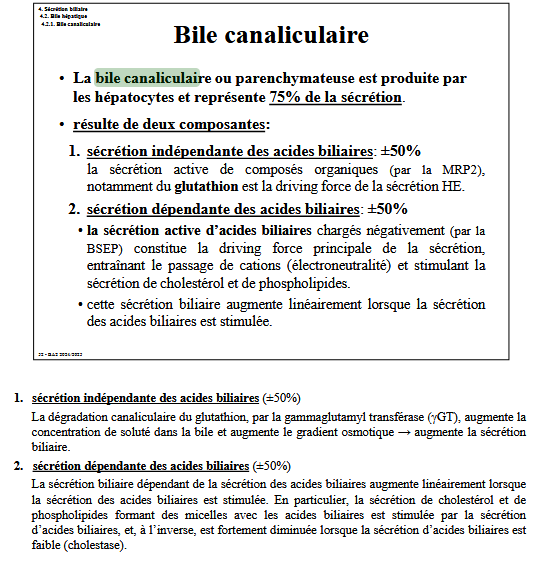 4. Sécrétion biliaire
4.2. Bile hépatique
4.2.1. Bile canaliculaire
Bile canaliculaire
• La bile canaliculaire ou parenchymateuse est produite par
les hépatocytes et représente 75% de la sécrétion.
• résulte de deux composantes:
1. sécrétion indépendante des acides biliaires: ±50%
la sécrétion active de composés organiques (par la MRP2),
notamment du glutathion est la driving force de la sécrétion HE.
2. sécrétion dépendante des acides biliaires: ±50%
• la sécrétion active d’acides biliaires chargés négativement (par la
BSEP) constitue la driving force principale de la sécrétion,
entraînant le passage de cations (électroneutralité) et stimulant la
sécrétion de cholestérol et de phospholipides.
• cette sécrétion biliaire augmente linéairement lorsque la sécrétion
des acides biliaires est stimulée.
1. sécrétion indépendante des acides biliaires (±50%)
La dégradation canaliculaire du glutathion, par la gammaglutamyl transférase (γGT), augmente la
concentration de soluté dans la bile et augmente le gradient osmotique → augmente la sécrétion
biliaire.
2. sécrétion dépendante des acides biliaires (±50%)
La sécrétion biliaire dépendant de la sécrétion des acides biliaires augmente linéairement lorsque
la sécrétion des acides biliaires est stimulée. En particulier, la sécrétion de cholestérol et de
phospholipides formant des micelles avec les acides biliaires est stimulée par la sécrétion
d’acides biliaires, et, à l’inverse, est fortement diminuée lorsque la sécrétion d’acides biliaires est
faible (cholestase).